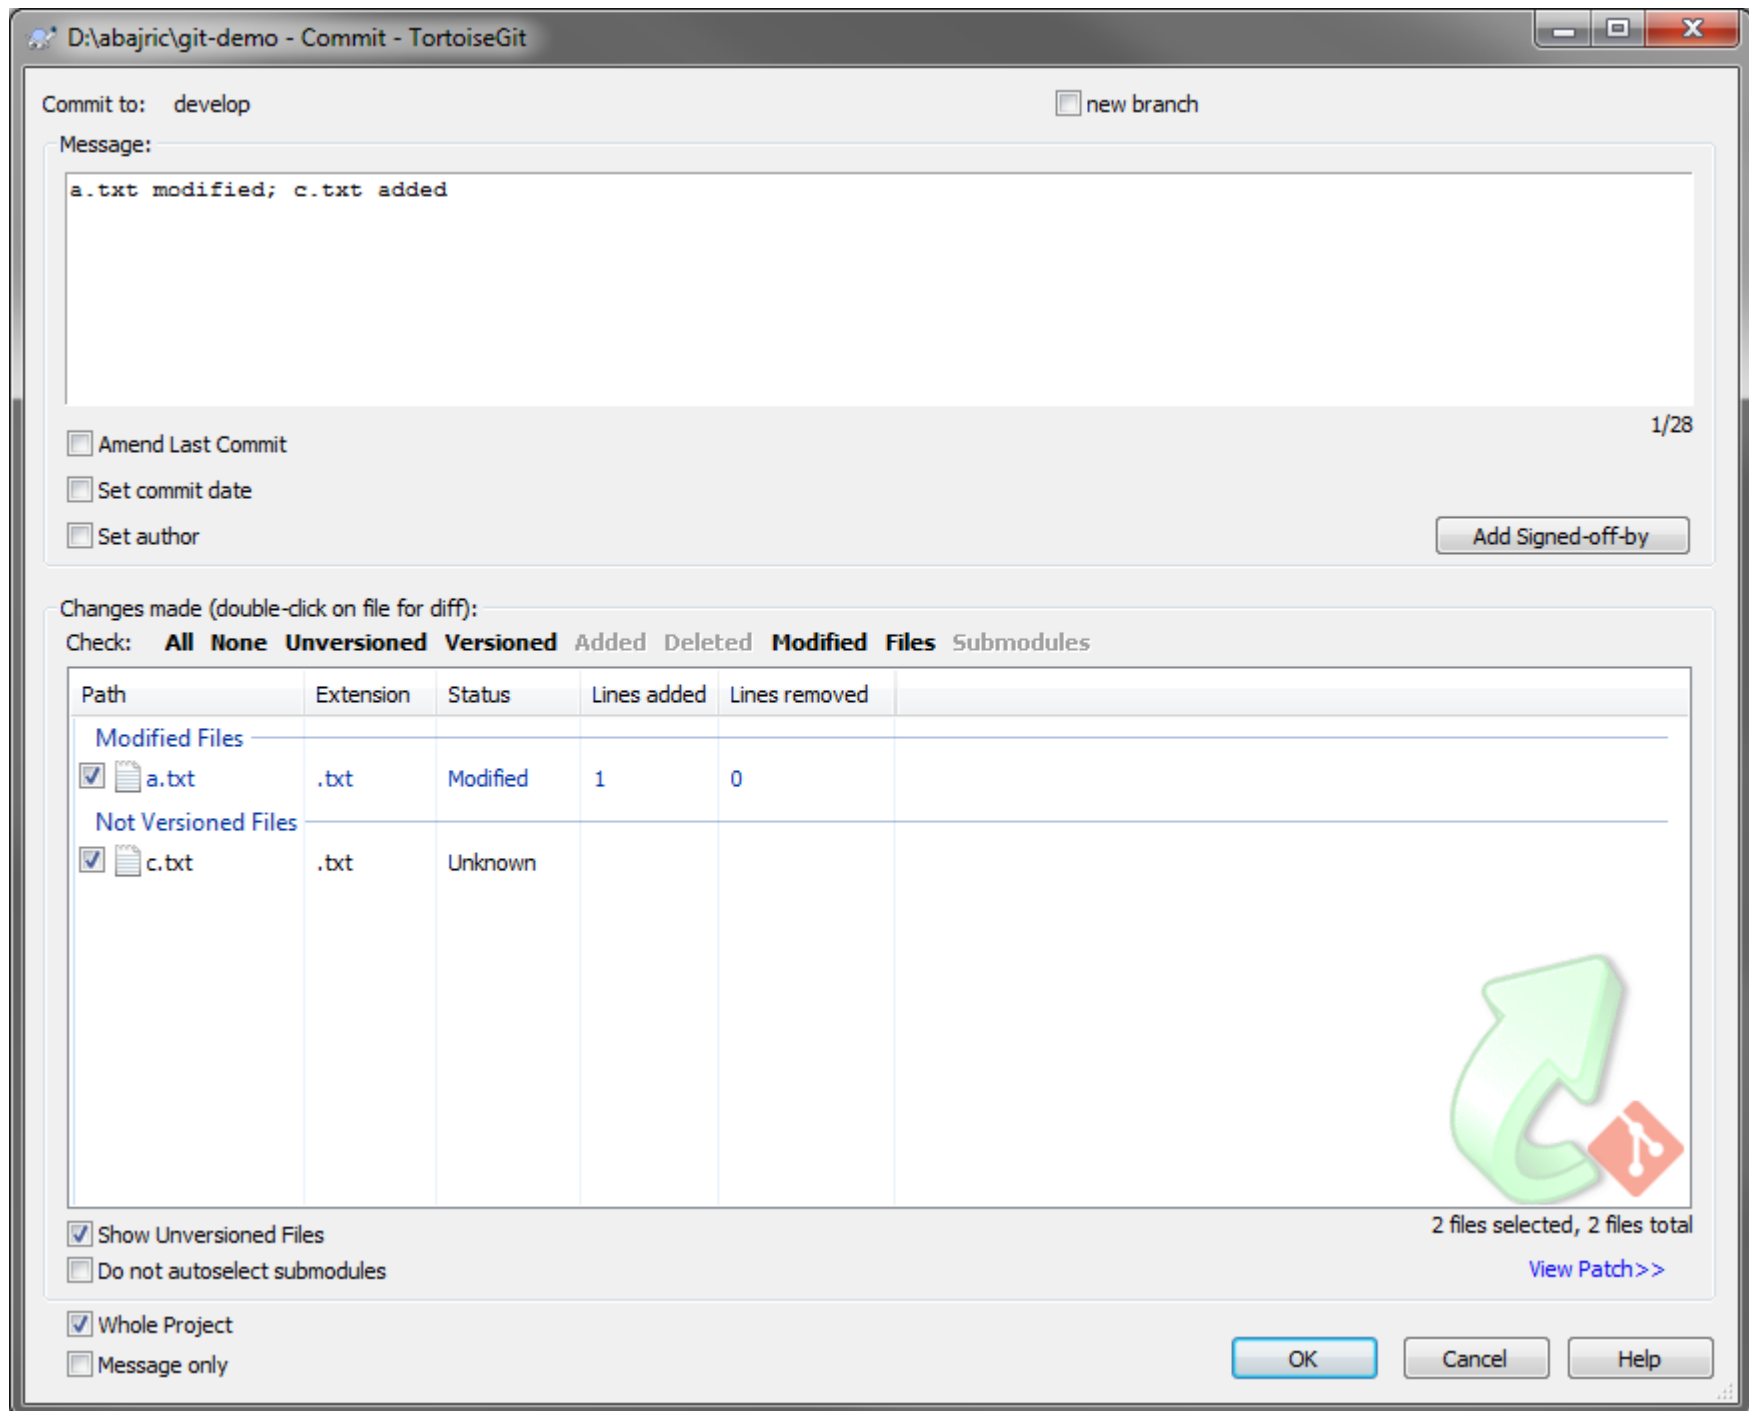 D:\abajric\git-demo - Commit - TortoiseGit
Commit to: develop
new branch
Message:
a.txt modified; c.txt added
1/28
Amend Last Commit
Set commit date
Set author
Add Signed-off-by
Changes made (double-click on file for diff):
Check: All None Unversioned Versioned Added Deleted Modified Files Submodules
Path Extension Status Lines added Lines removed
Modified Files
a.txt .txt Modified 1 0
Not Versioned Files
c.txt .txt Unknown
Show Unversioned Files
2 files selected, 2 files total
Do not autoselect submodules
View Patch>>
Whole Project
Message only
OK Cancel Help